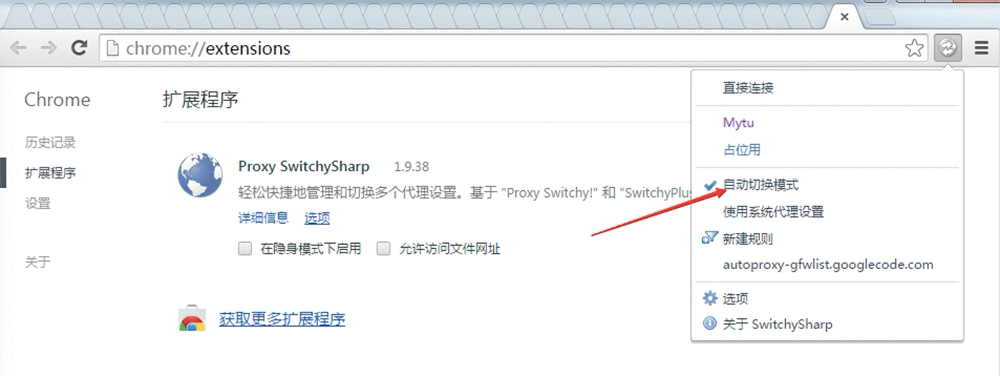 chrome://extensions
Chrome
历史记录
扩展程序
设置
关于
扩展程序
Proxy SwitchySharp 1.9.38
轻松快捷地管理和切换多个代理设置。基于 "Proxy Switchy!" 和 "SwitchyPlus
详细信息 选项
在隐身模式下启用 允许访问文件网址
获取更多扩展程序
直接连接
Mytu
占位用
自动切换模式
使用系统代理设置
新建规则
autoproxy-gfwlist.googlecode.com
选项
关于 SwitchySharp